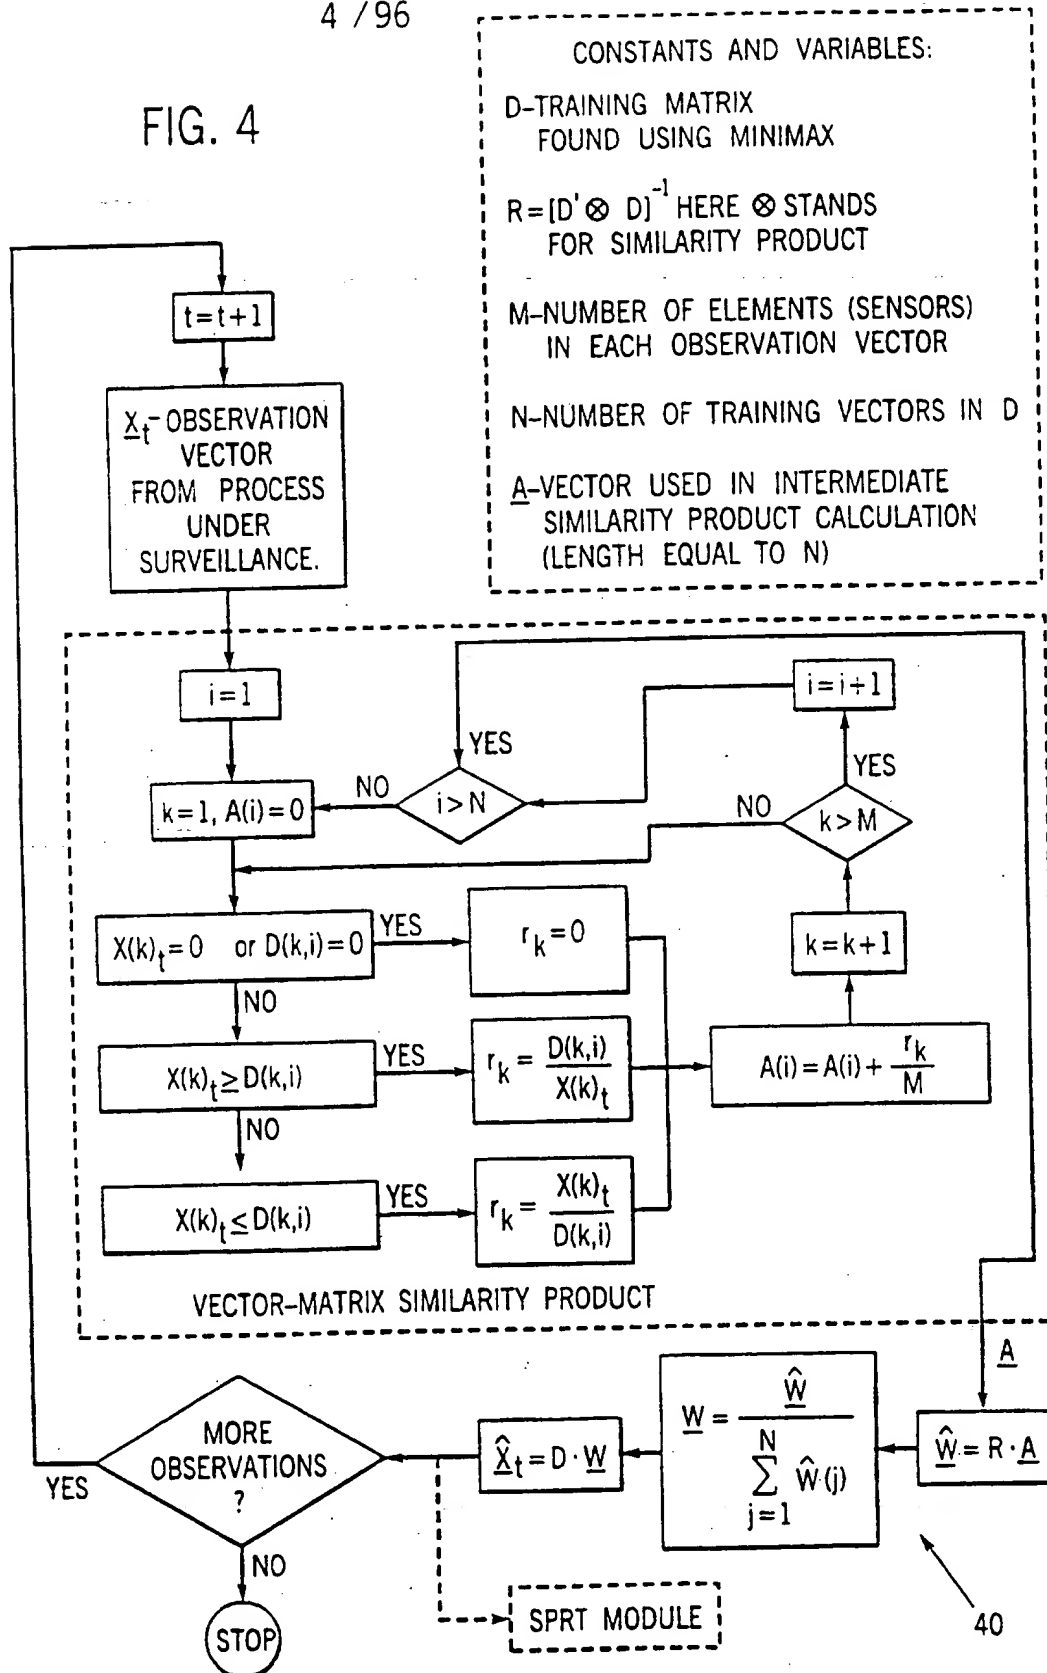 4 / 96
FIG. 4
CONSTANTS AND VARIABLES:
D–TRAINING MATRIX
FOUND USING MINIMAX
R=[D'⊗ D]⁻¹ HERE ⊗ STANDS
FOR SIMILARITY PRODUCT
M–NUMBER OF ELEMENTS (SENSORS)
IN EACH OBSERVATION VECTOR
N–NUMBER OF TRAINING VECTORS IN D
A–VECTOR USED IN INTERMEDIATE
SIMILARITY PRODUCT CALCULATION
(LENGTH EQUAL TO N)
t=t+1
X_t–OBSERVATION
VECTOR
FROM PROCESS
UNDER
SURVEILLANCE.
i=1
i=i+1
YES
YES
k=1, A(i)=0
NO
i>N
NO
k>M
X(k)_t=0 or D(k,i)=0
YES
r_k=0
k=k+1
NO
X(k)_t≥D(k,i)
YES
r_k = D(k,i) / X(k)_t
A(i)=A(i)+ r_k / M
NO
X(k)_t≤D(k,i)
YES
r_k = X(k)_t / D(k,i)
VECTOR–MATRIX SIMILARITY PRODUCT
A
Ŵ=R·A
W = Ŵ / Σ_{j=1}^{N} Ŵ(j)
X̂_t=D·W
MORE
OBSERVATIONS
?
YES
NO
STOP
SPRT MODULE
40